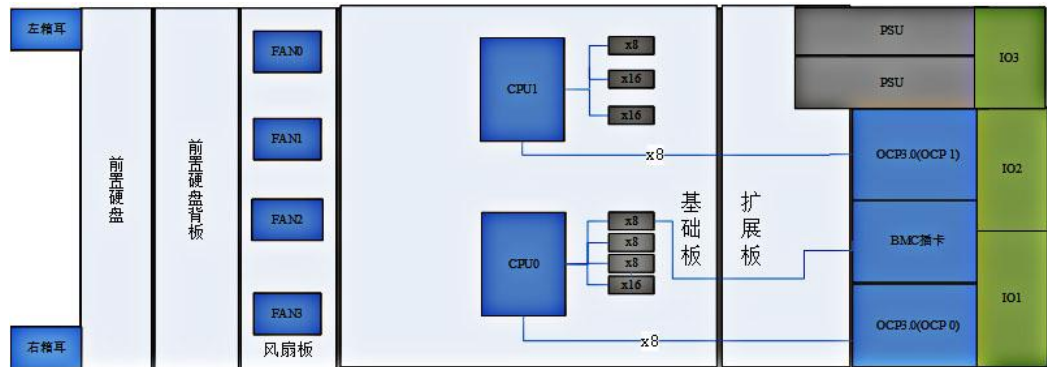 左箱耳
右箱耳
前置硬盘
前置硬盘背板
FAN0
FAN1
FAN2
FAN3
风扇板
CPU1
x8
x16
x16
x8
CPU0
x8
x8
x8
x16
x8
基础板
扩展板
PSU
PSU
OCP3.0(OCP 1)
BMC插卡
OCP3.0(OCP 0)
IO3
IO2
IO1